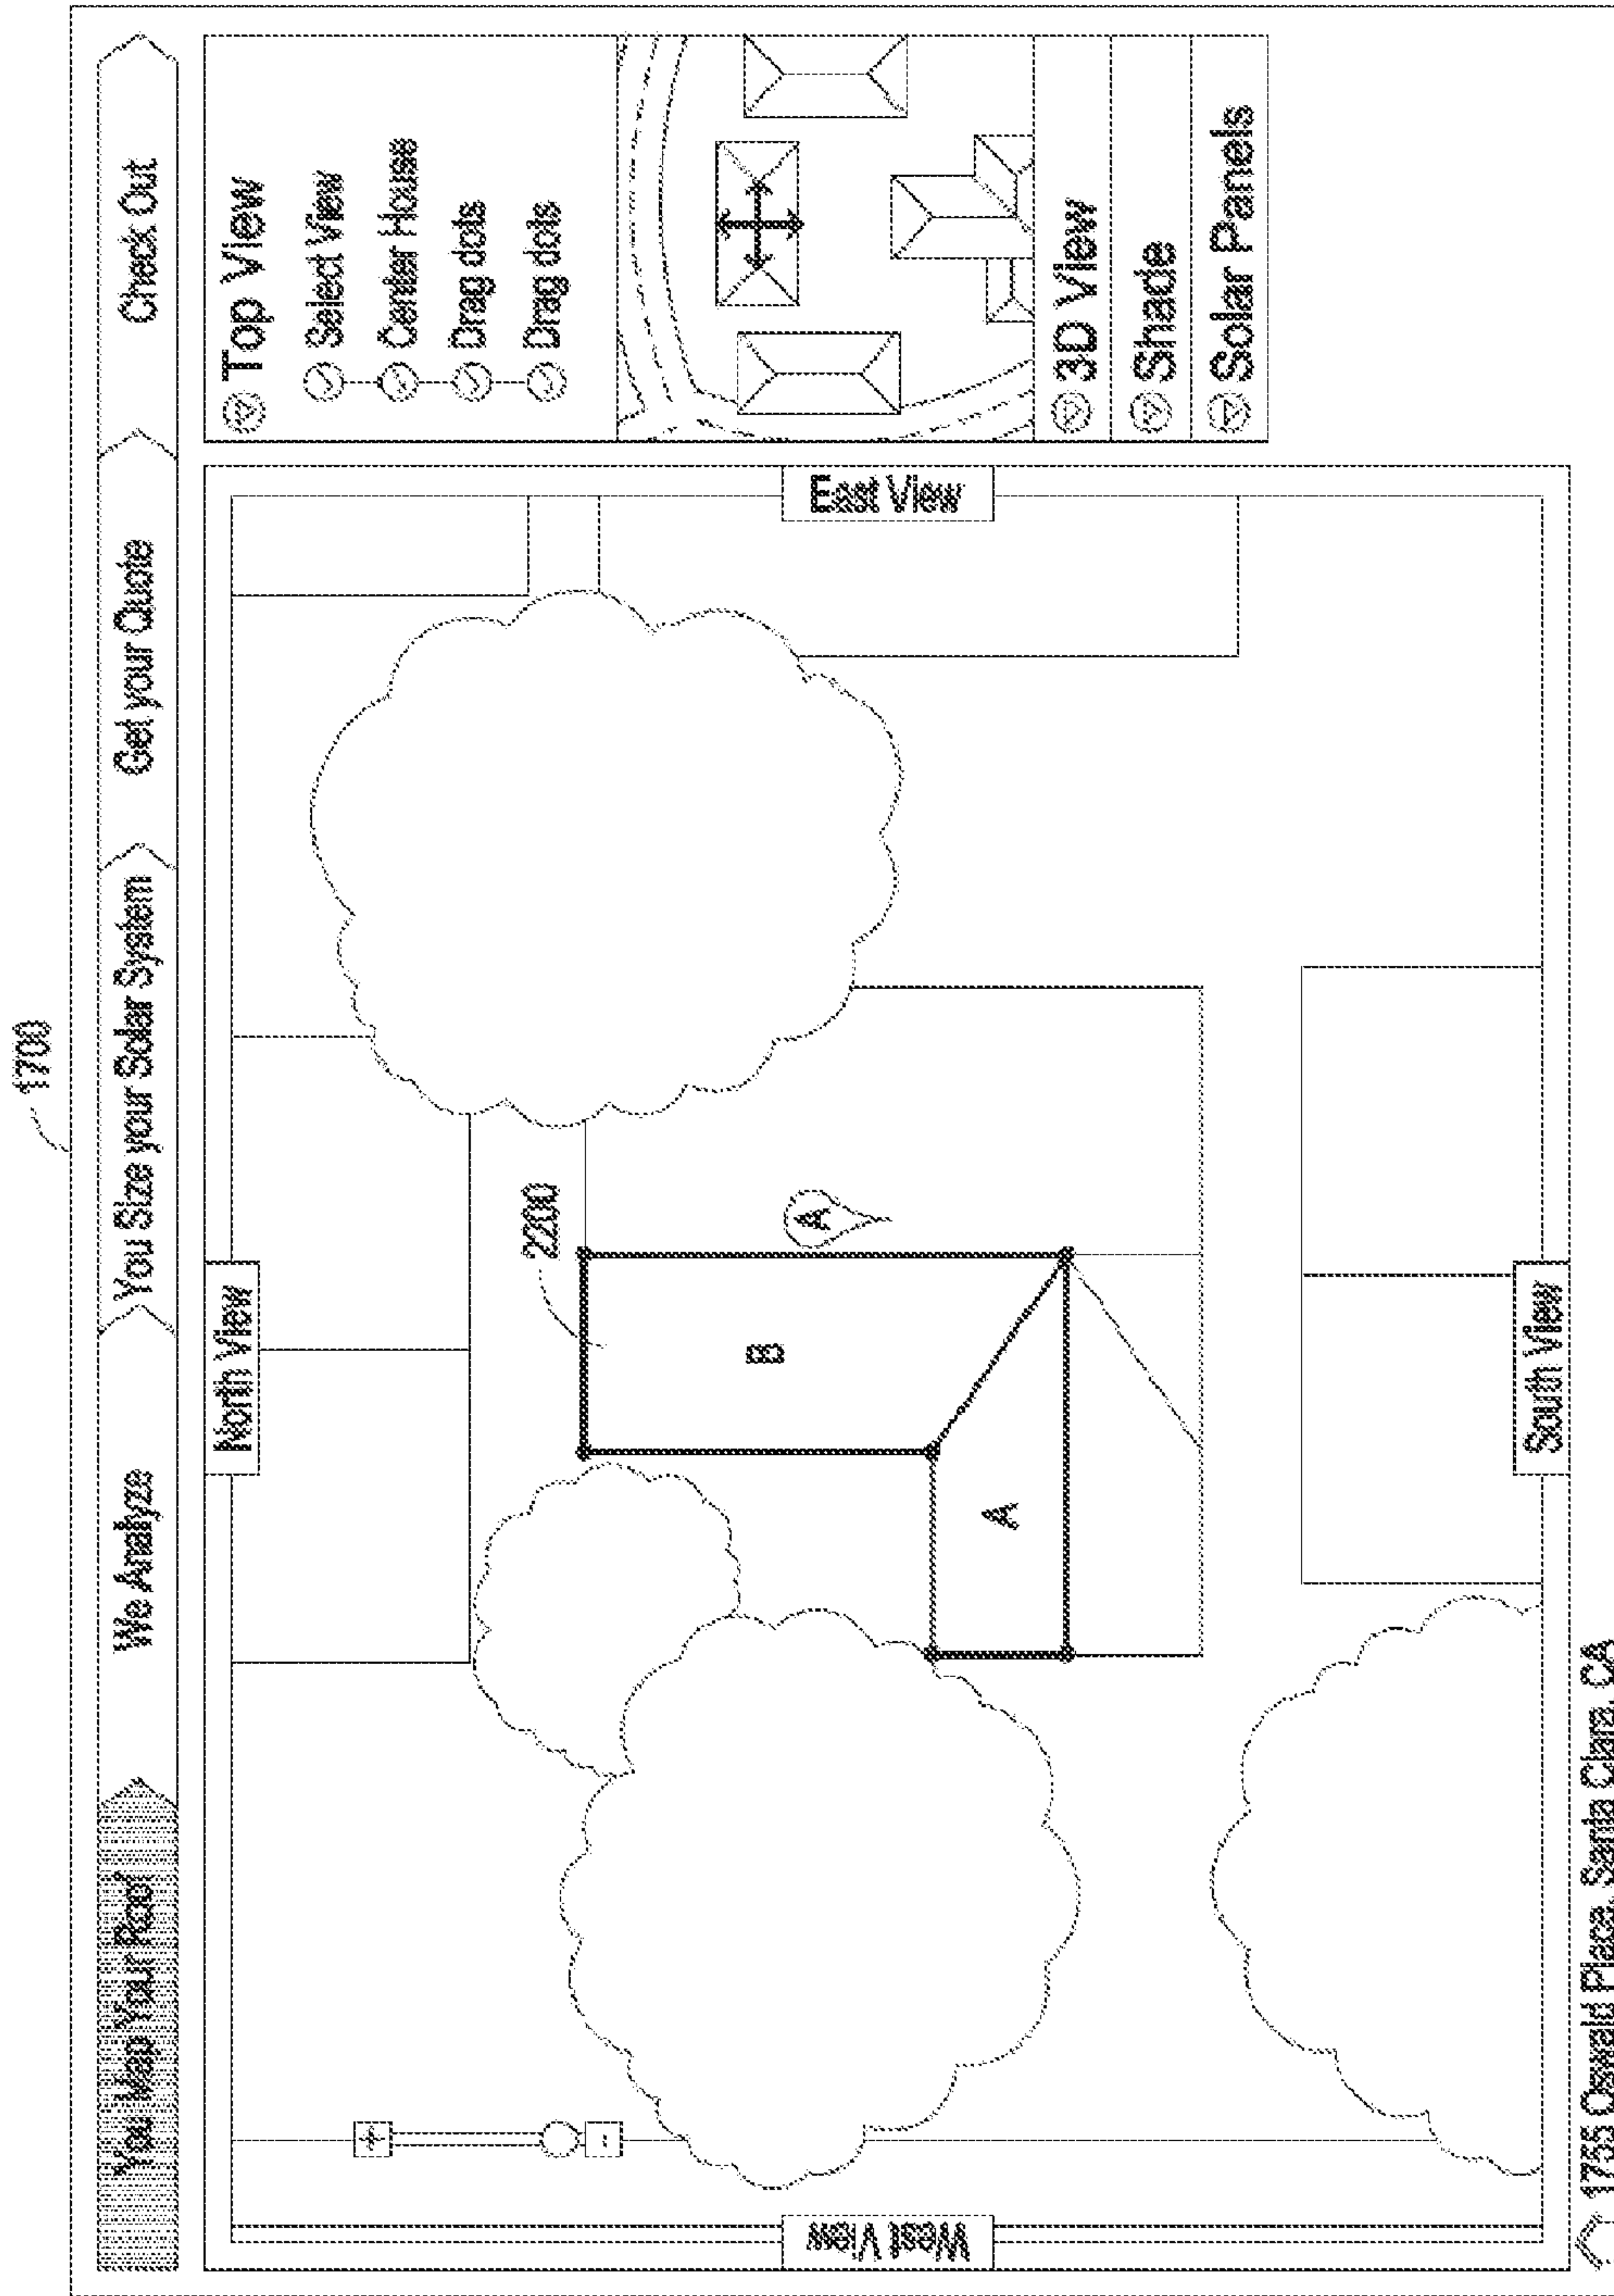 1700
You Map Your Roof
We Analyze
You Size your Solar System
Get your Quote
Check Out
North View
West View
East View
South View
2200
B
A
A
+
-
Top View
Select View
Center House
Drag dots
Drag dots
3D View
Shade
Solar Panels
1755 Oswald Place, Santa Clara, CA